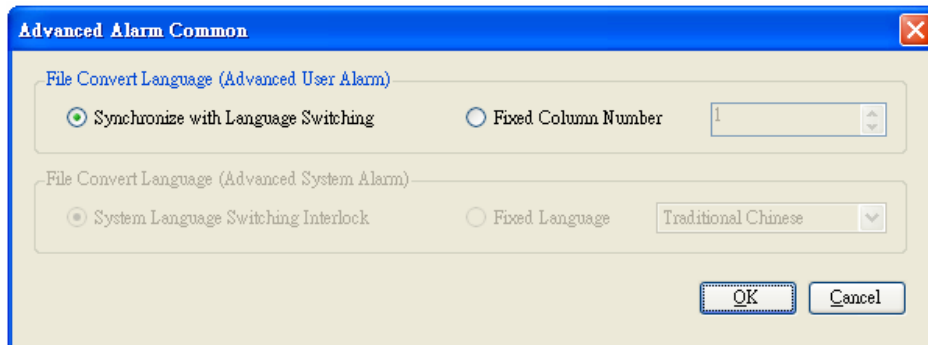 Advanced Alarm Common
File Convert Language (Advanced User Alarm)
Synchronize with Language Switching Fixed Column Number 1
File Convert Language (Advanced System Alarm)
System Language Switching Interlock Fixed Language Traditional Chinese
OK Cancel